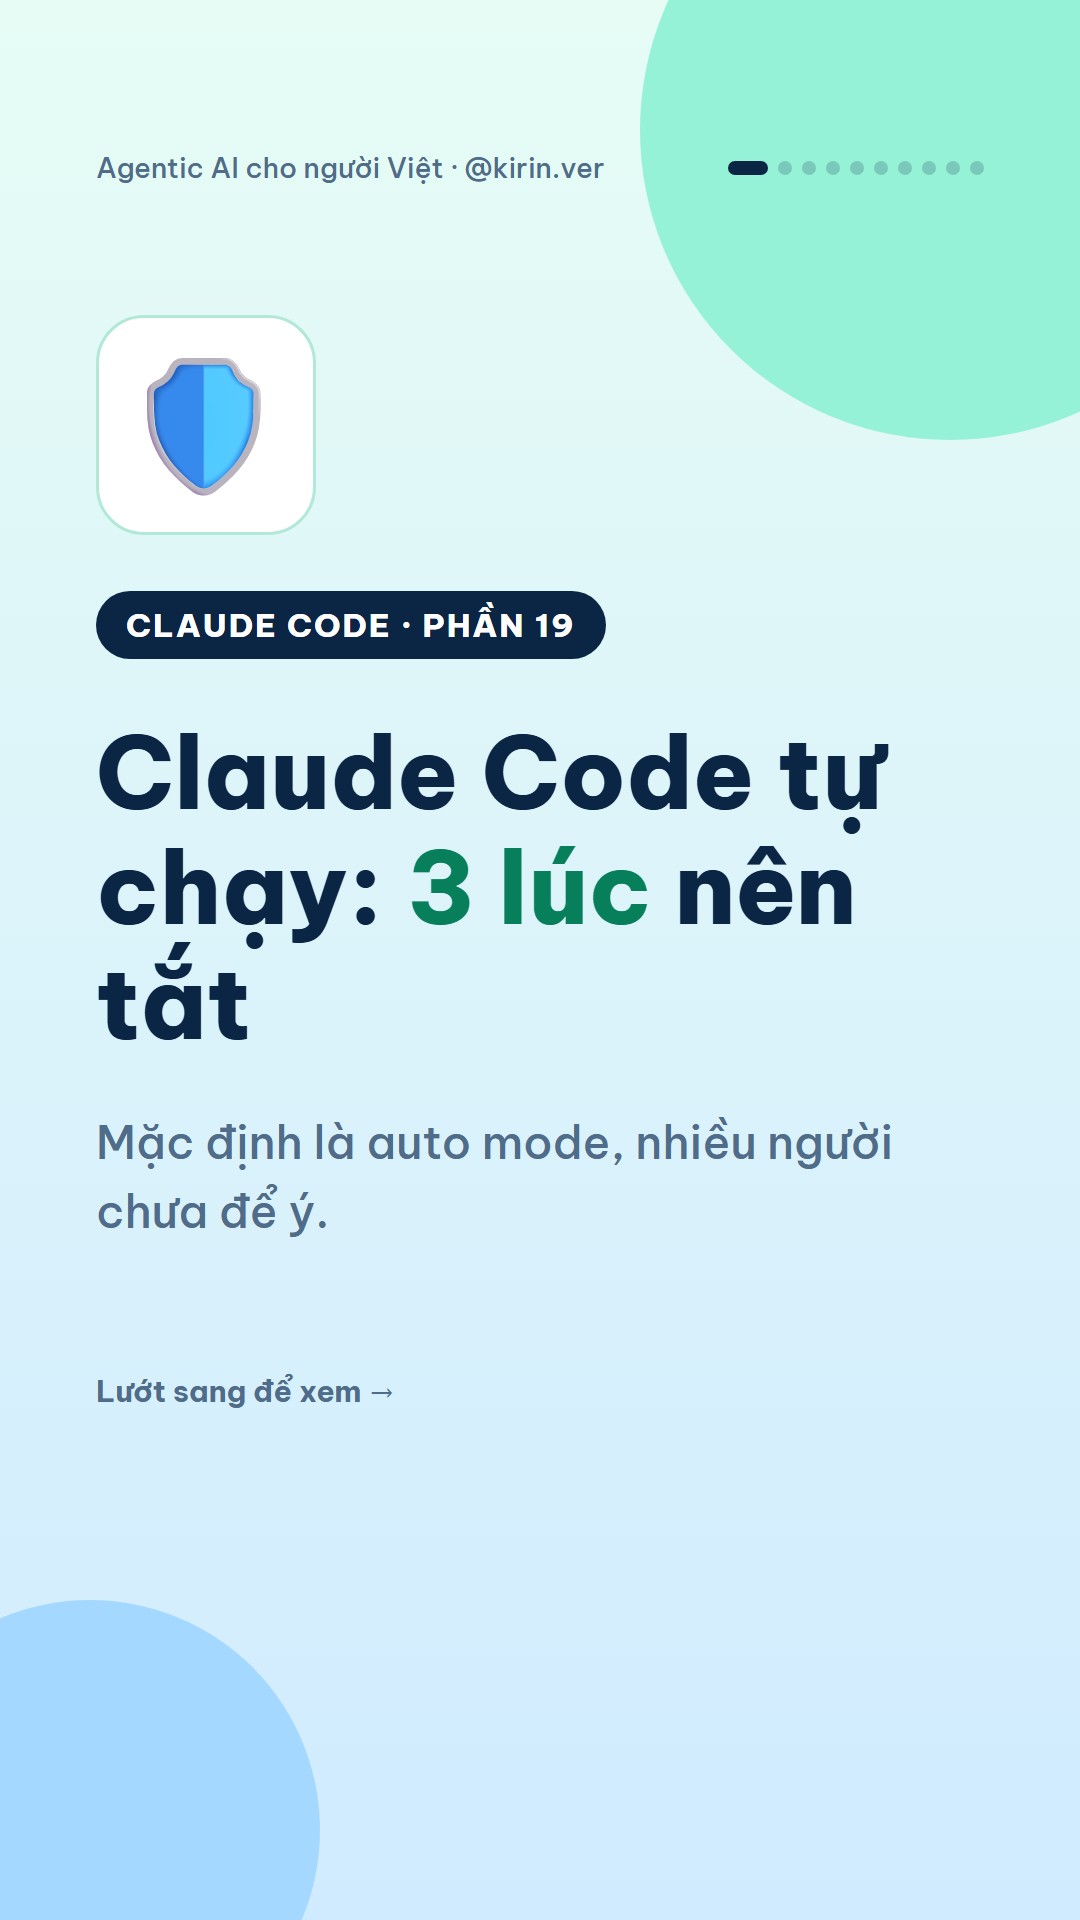 Agentic AI cho người Việt · @kirin.ver
CLAUDE CODE · PHẦN 19
Claude Code tự
chạy: 3 lúc nên
tắt
Mặc định là auto mode, nhiều người
chưa để ý.
Lướt sang để xem →